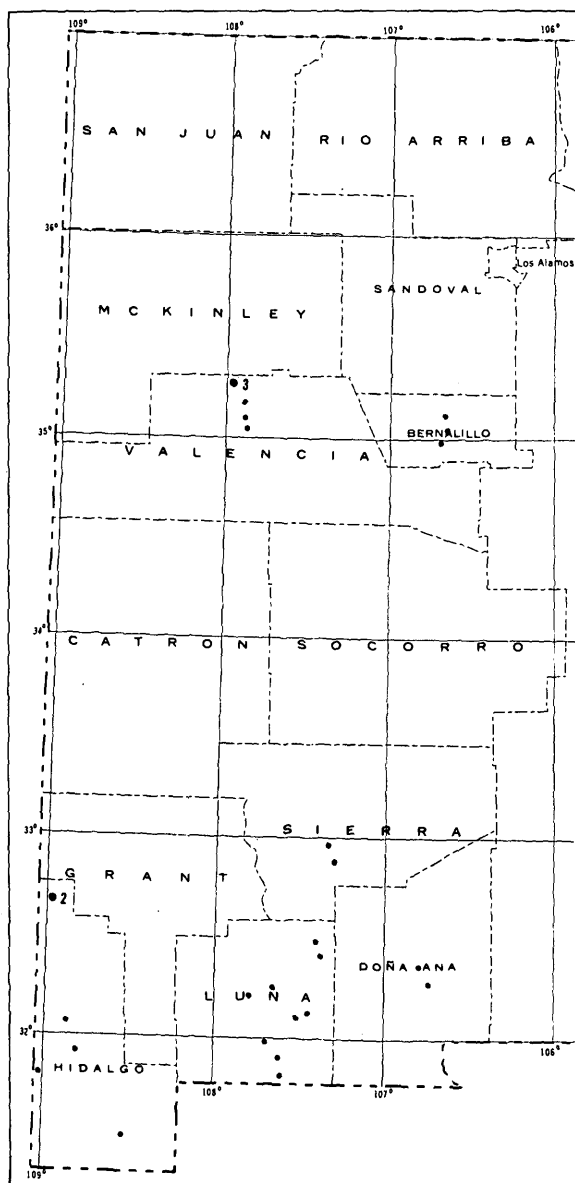 109° 108° 107° 106°
SAN JUAN RIO ARRIBA
36°
Los Alamos
SANDOVAL
MCKINLEY
3
BERNALILLO
35°
VALENCIA
34°
CATRON SOCORRO
33°
SIERRA
GRANT
2
DOÑA ANA
LUNA
32°
106°
HIDALGO
108° 107°
109°